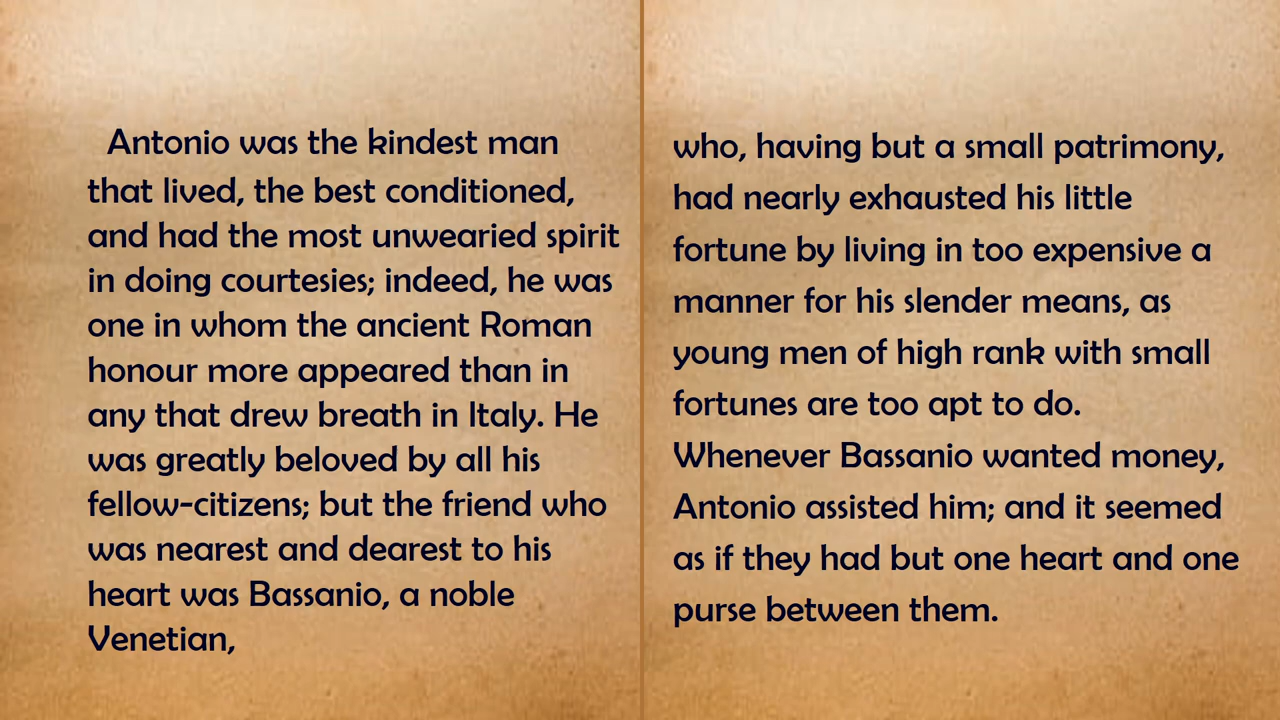 Antonio was the kindest man
that lived, the best conditioned,
and had the most unwearied spirit
in doing courtesies; indeed, he was
one in whom the ancient Roman
honour more appeared than in
any that drew breath in Italy. He
was greatly beloved by all his
fellow-citizens; but the friend who
was nearest and dearest to his
heart was Bassanio, a noble
Venetian,
who, having but a small patrimony,
had nearly exhausted his little
fortune by living in too expensive a
manner for his slender means, as
young men of high rank with small
fortunes are too apt to do.
Whenever Bassanio wanted money,
Antonio assisted him; and it seemed
as if they had but one heart and one
purse between them.